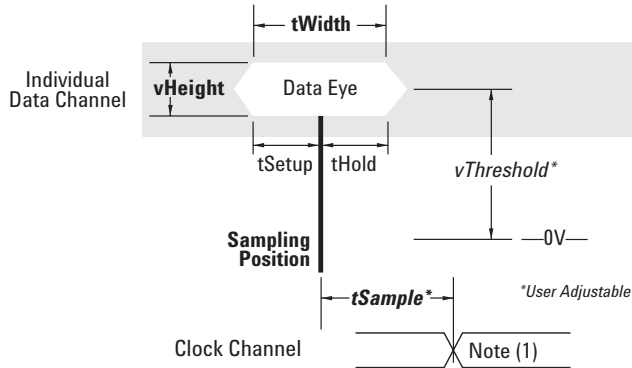 tWidth
Individual
Data Channel
vHeight
Data Eye
tSetup
tHold
vThreshold*
Sampling
Position
0V
tSample*
*User Adjustable
Clock Channel
Note (1)